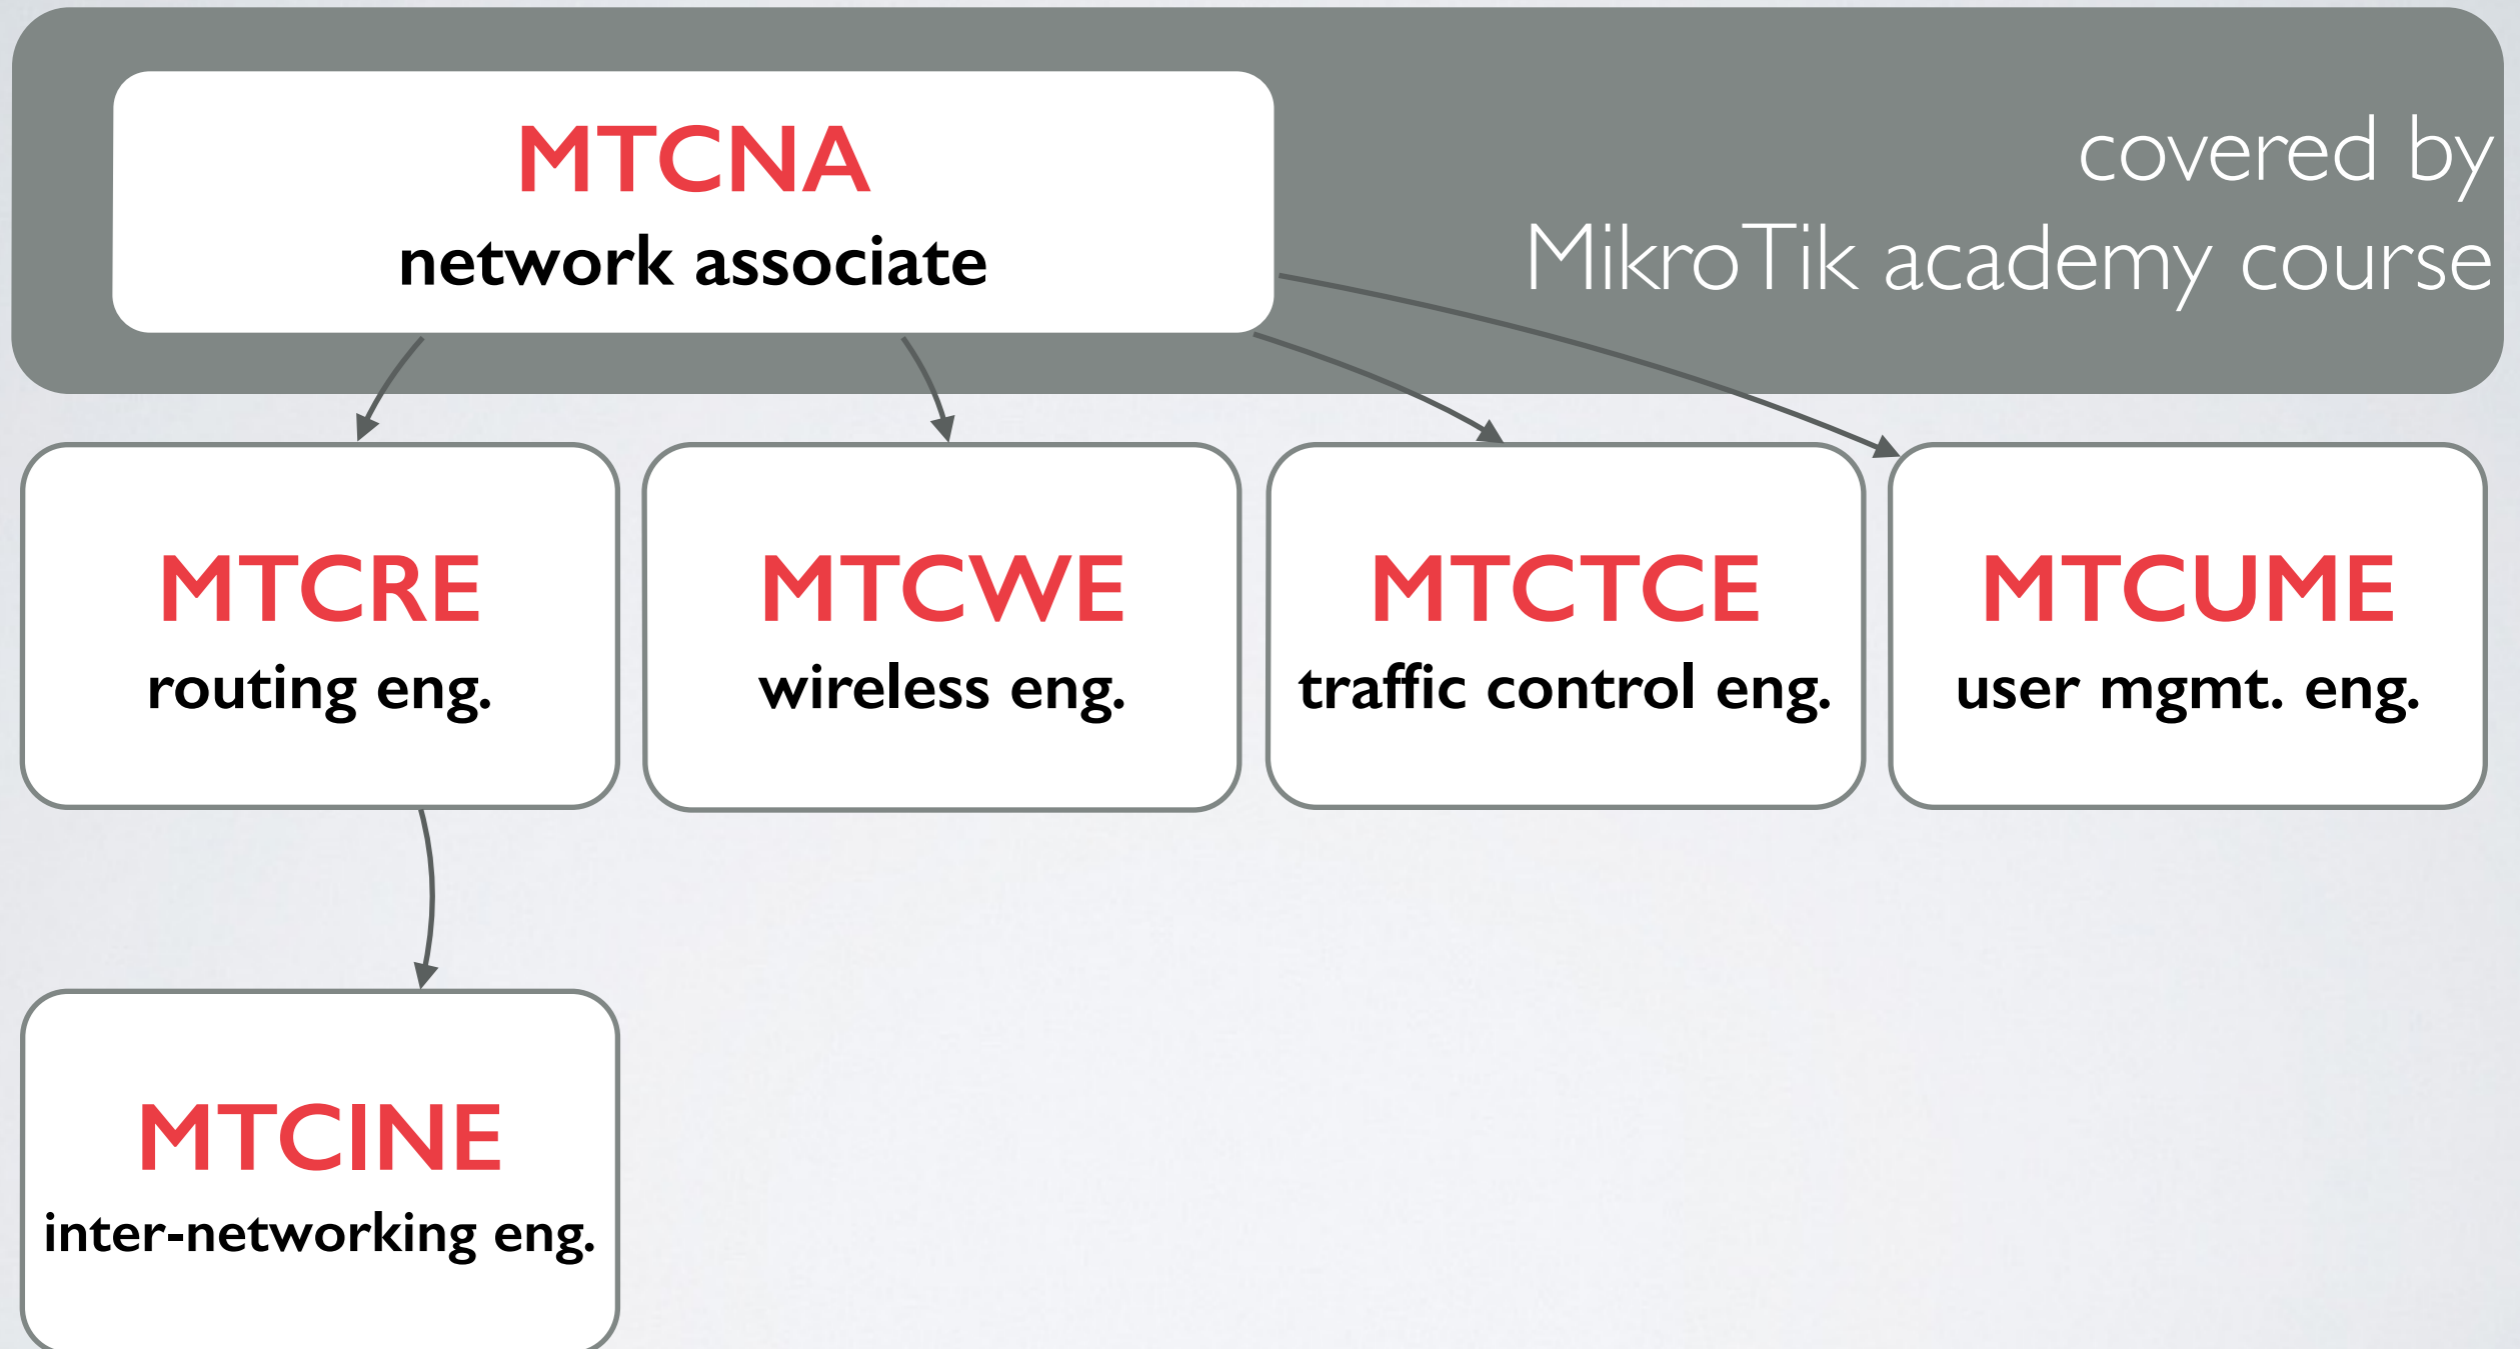 MTCNA
network associate
covered by
MikroTik academy course
MTCRE
routing eng.
MTCWE
wireless eng.
MTCTCE
traffic control eng.
MTCUME
user mgmt. eng.
MTCINE
inter-networking eng.